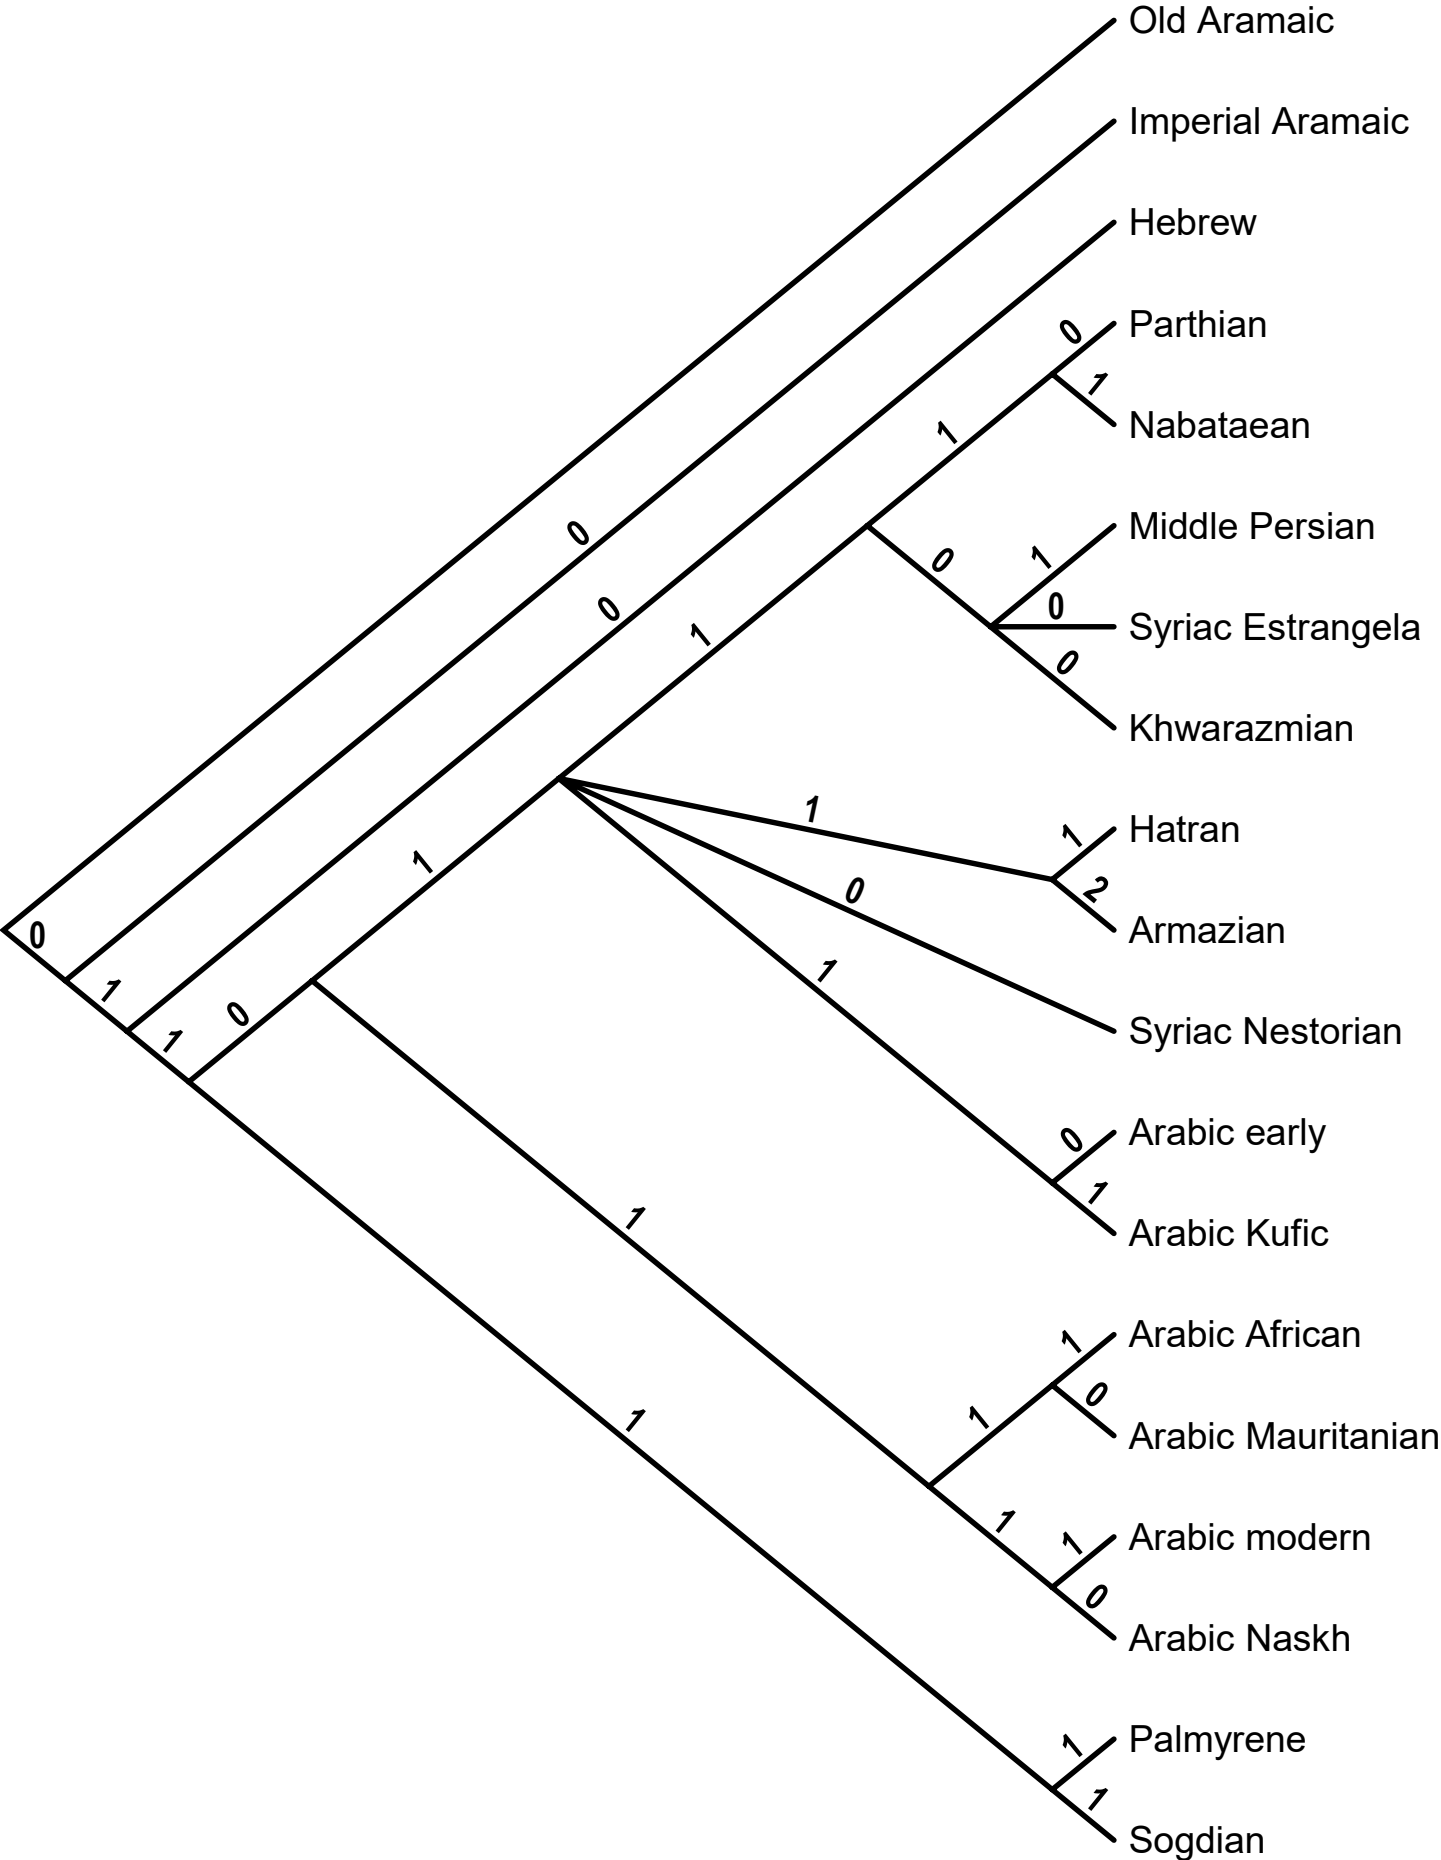 Old Aramaic
Imperial Aramaic
Hebrew
0 Parthian
1
1 Nabataean
0
1 Middle Persian
0
0 Syriac Estrangela
0
1
0 Khwarazmian
1
1 Hatran
1
0
2 Armazian
0
1
1
0 Syriac Nestorian
1
0 Arabic early
1 Arabic Kufic
1
1 Arabic African
0
1
1 Arabic Mauritanian
1
1 Arabic modern
0 Arabic Naskh
1 Palmyrene
1 Sogdian